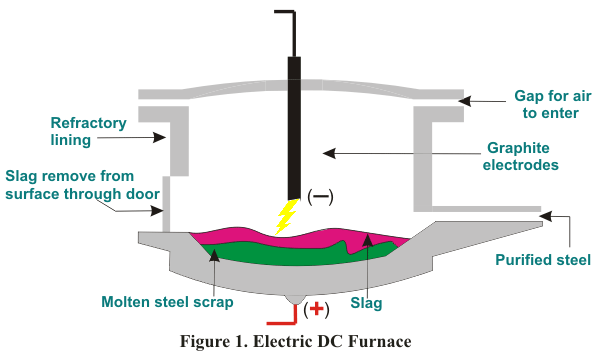 Gap for air
to enter
Refractory
lining
Graphite
electrodes
Slag remove from
surface through door
(–)
Purified steel
Molten steel scrap
(+)
Slag
Figure 1. Electric DC Furnace